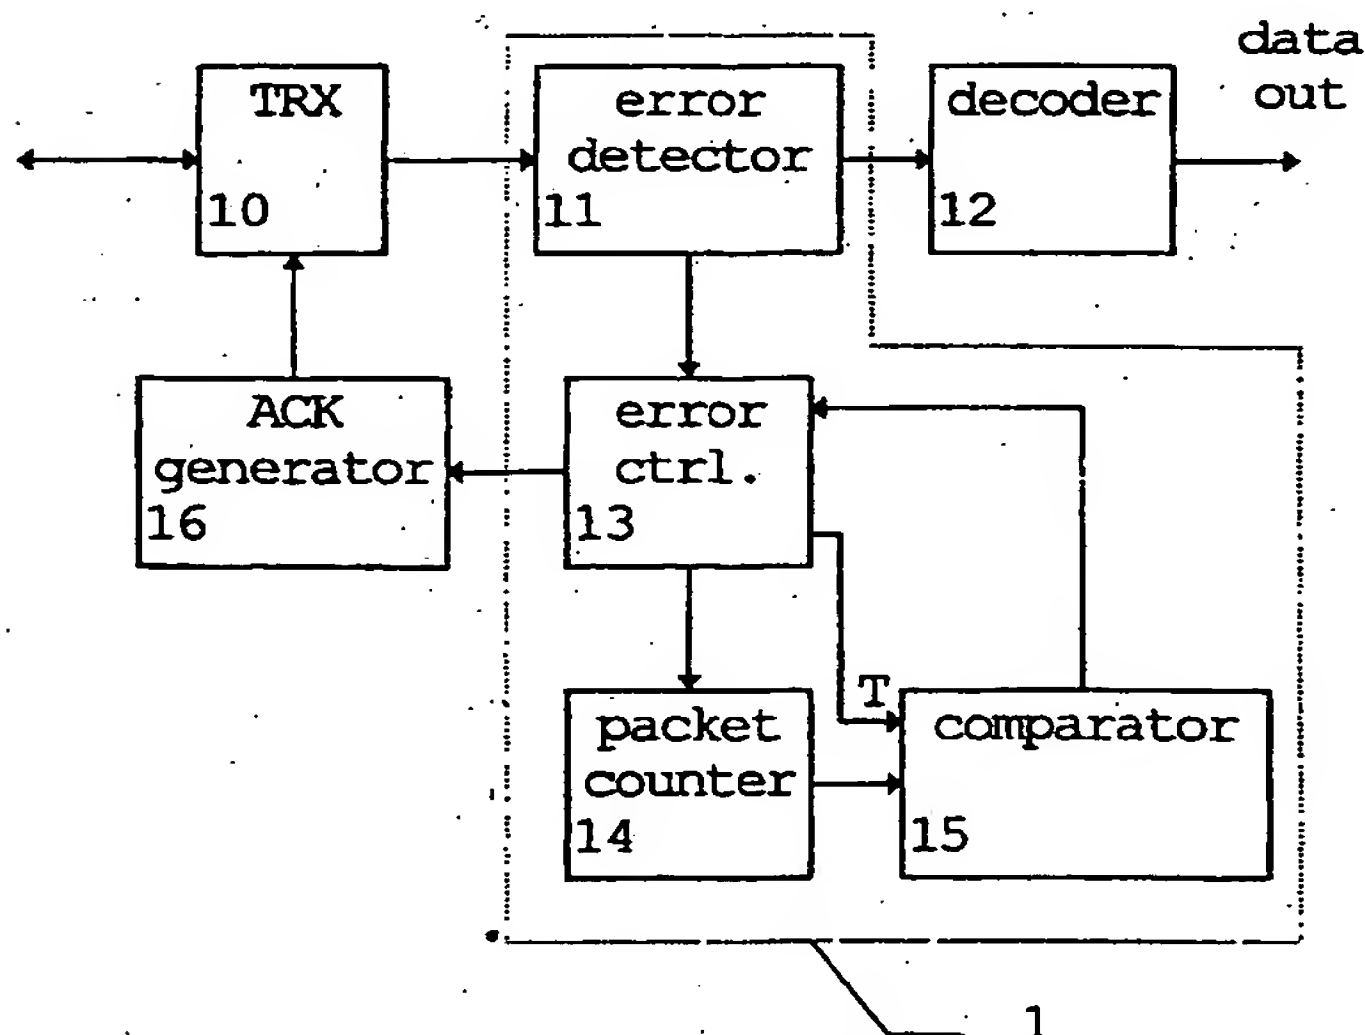 data
out
TRX
10
error
detector
11
decoder
12
ACK
generator
16
error
ctrl.
13
T
packet
counter
14
comparator
15
1